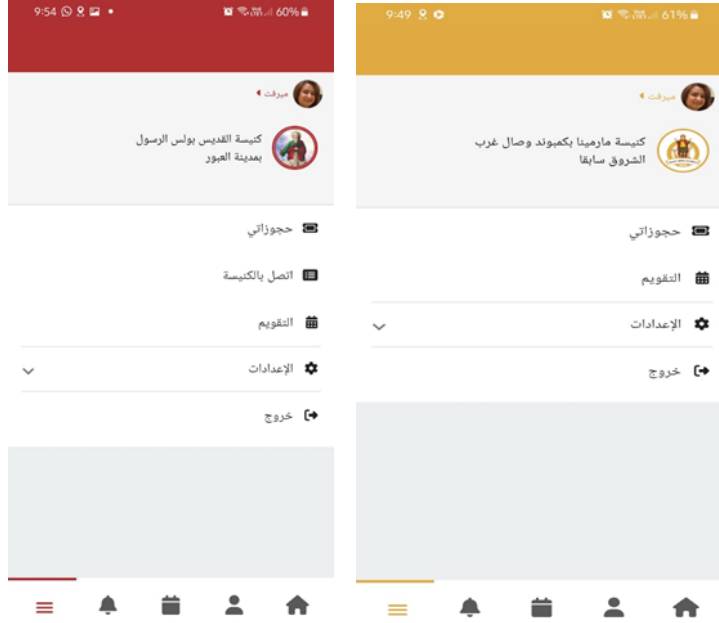 9:54
60%
ميرفت
كنيسة القديس بولس الرسول
بمدينة العبور
حجوزاتي
اتصل بالكنيسة
التقويم
الإعدادات
خروج
9:49
61%
ميرفت
كنيسة مارمينا بكمبوند وصال غرب
الشروق سابقا
حجوزاتي
التقويم
الإعدادات
خروج